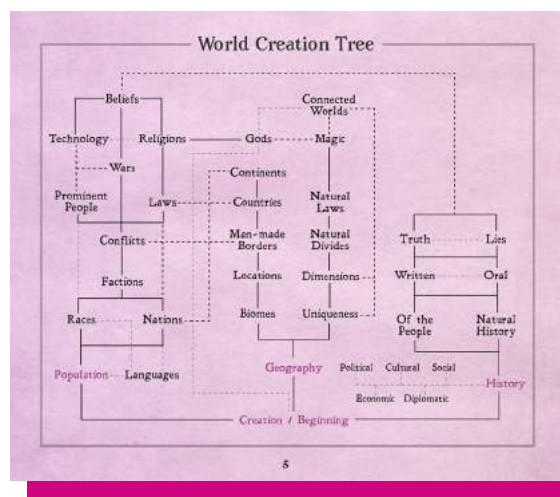 World Creation Tree
Beliefs
Connected
Worlds
Technology Religions Gods Magic
Wars
Continents
Prominent
People
Laws
Countries
Natural
Laws
Conflicts
Man-made
Borders
Natural
Divides
Truth Lies
Factions
Locations
Dimensions
Written Oral
Races Nations
Biomes
Uniqueness
Of the
People
Natural
History
Population Languages
Geography
Political Cultural Social
History
Economic Diplomatic
Creation / Beginning
5